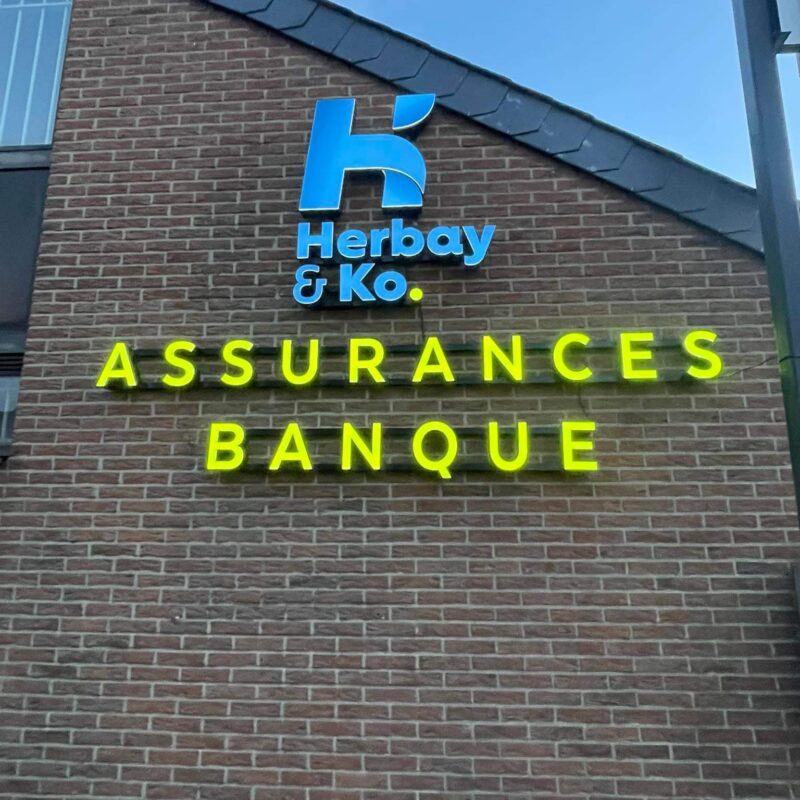 Herbay
& Ko.
ASSURANCES
BANQUE